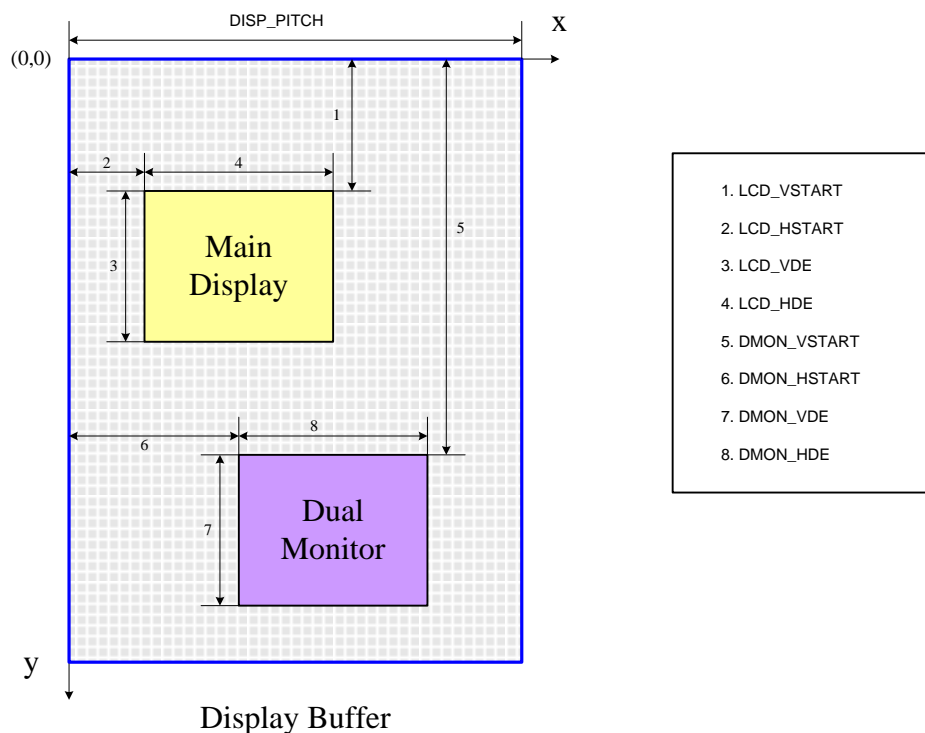 DISP_PITCH
x
(0,0)
1
2
4
Main
Display
3
5
6
8
Dual
Monitor
7
y
Display Buffer
1. LCD_VSTART
2. LCD_HSTART
3. LCD_VDE
4. LCD_HDE
5. DMON_VSTART
6. DMON_HSTART
7. DMON_VDE
8. DMON_HDE